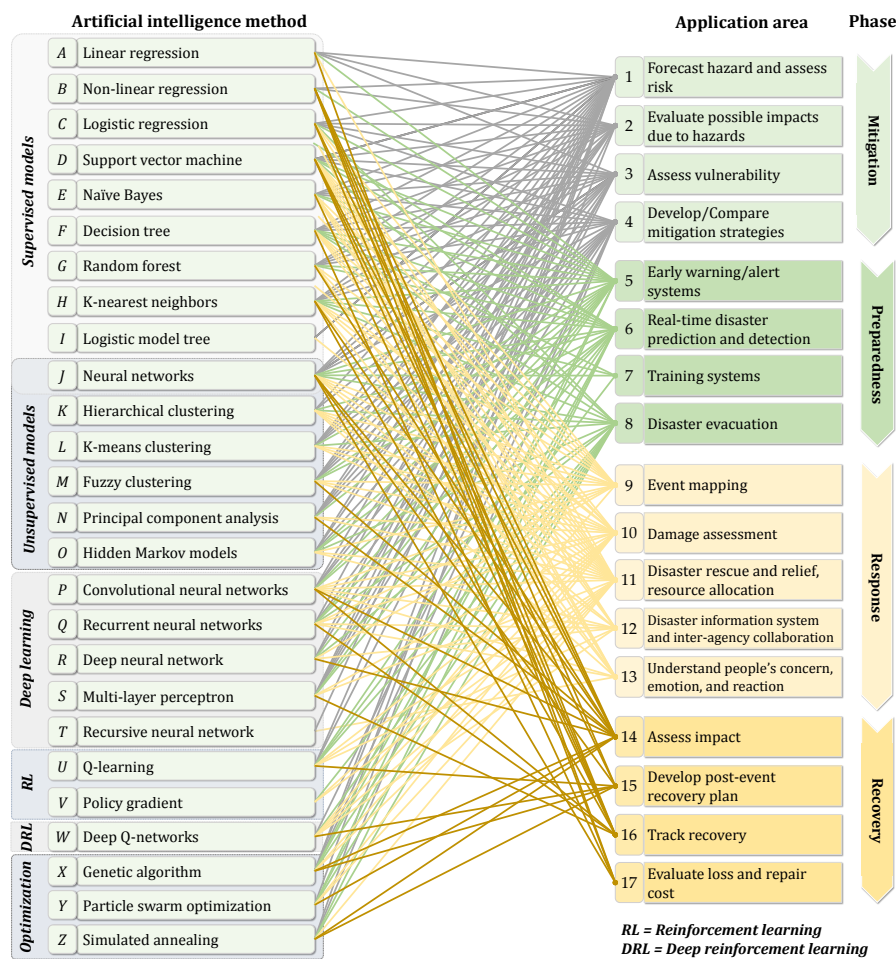 Artificial intelligence method
Application area
Phase
Supervised models
A Linear regression
B Non-linear regression
C Logistic regression
D Support vector machine
E Naïve Bayes
F Decision tree
G Random forest
H K-nearest neighbors
I Logistic model tree
Unsupervised models
J Neural networks
K Hierarchical clustering
L K-means clustering
M Fuzzy clustering
N Principal component analysis
O Hidden Markov models
Deep learning
P Convolutional neural networks
Q Recurrent neural networks
R Deep neural network
S Multi-layer perceptron
T Recursive neural network
RL
U Q-learning
V Policy gradient
DRL
W Deep Q-networks
Optimization
X Genetic algorithm
Y Particle swarm optimization
Z Simulated annealing
1 Forecast hazard and assess
risk
2 Evaluate possible impacts
due to hazards
3 Assess vulnerability
4 Develop/Compare
mitigation strategies
Mitigation
5 Early warning/alert
systems
6 Real-time disaster
prediction and detection
7 Training systems
8 Disaster evacuation
Preparedness
9 Event mapping
10 Damage assessment
11 Disaster rescue and relief,
resource allocation
12 Disaster information system
and inter-agency collaboration
13 Understand people's concern,
emotion, and reaction
Response
14 Assess impact
15 Develop post-event
recovery plan
16 Track recovery
17 Evaluate loss and repair
cost
Recovery
RL = Reinforcement learning
DRL = Deep reinforcement learning